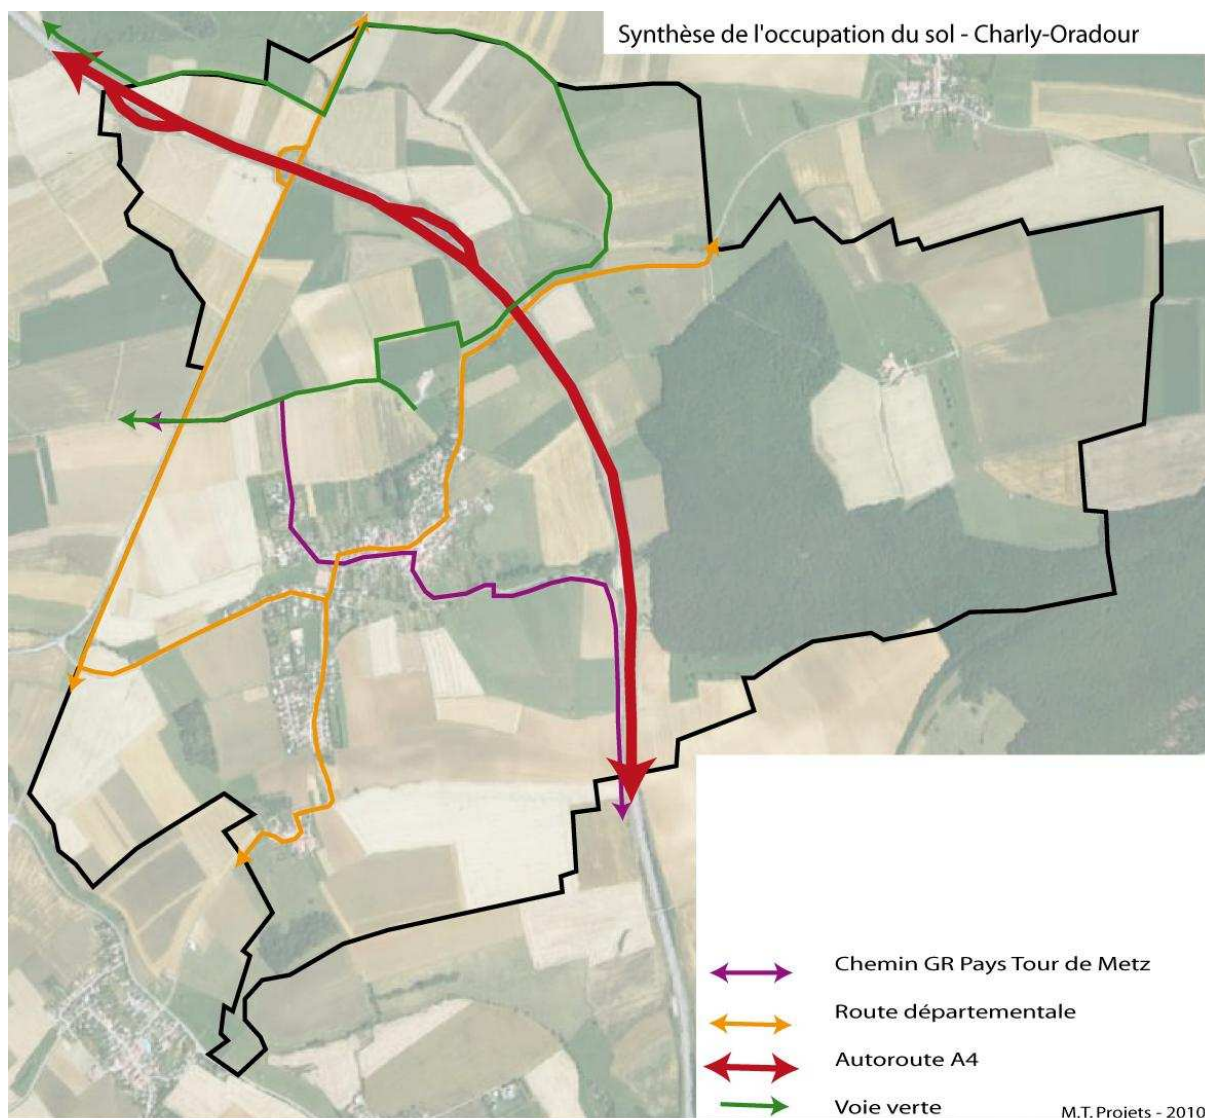 Synthèse de l'occupation du sol - Charly-Oradour
Chemin GR Pays Tour de Metz
Route départementale
Autoroute A4
Voie verte
M.T. Projets - 2010